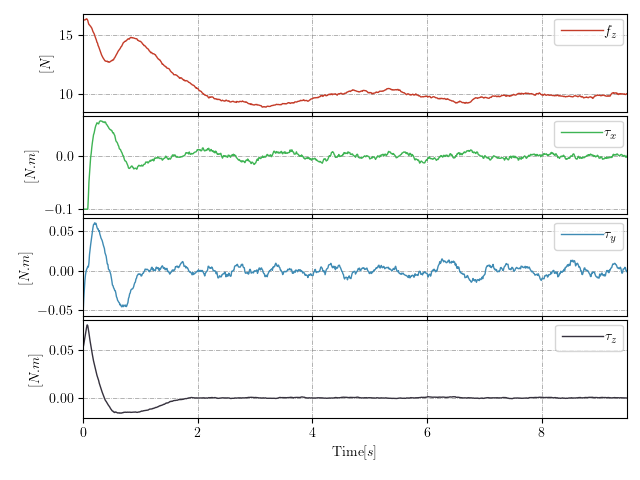 15
10
[N]
f_z
0.0
−0.1
[N.m]
τ_x
0.05
0.00
−0.05
[N.m]
τ_y
0.05
0.00
[N.m]
τ_z
0 2 4 6 8
Time[s]